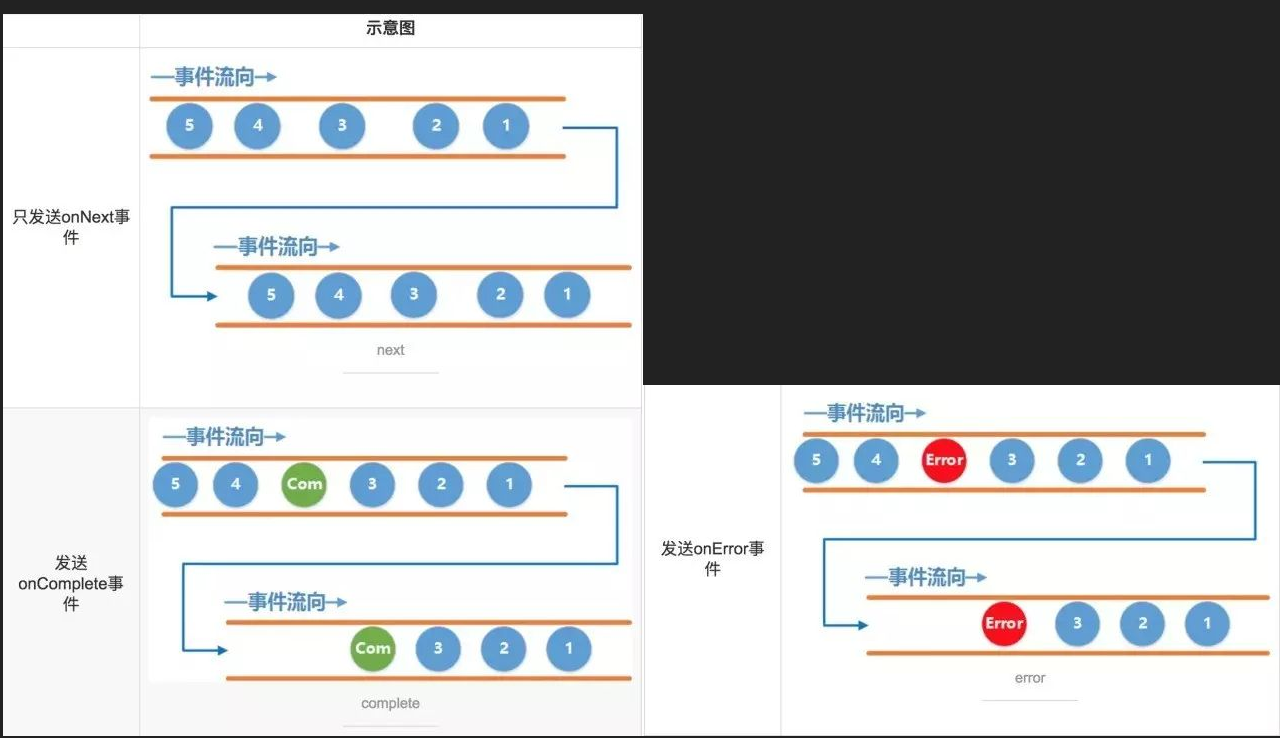 示意图
只发送onNext事
件
—事件流向→
5 4 3 2 1
—事件流向→
5 4 3 2 1
next
发送
onComplete事
件
—事件流向→
5 4 Com 3 2 1
—事件流向→
Com 3 2 1
complete
发送onError事
件
—事件流向→
5 4 Error 3 2 1
—事件流向→
Error 3 2 1
error